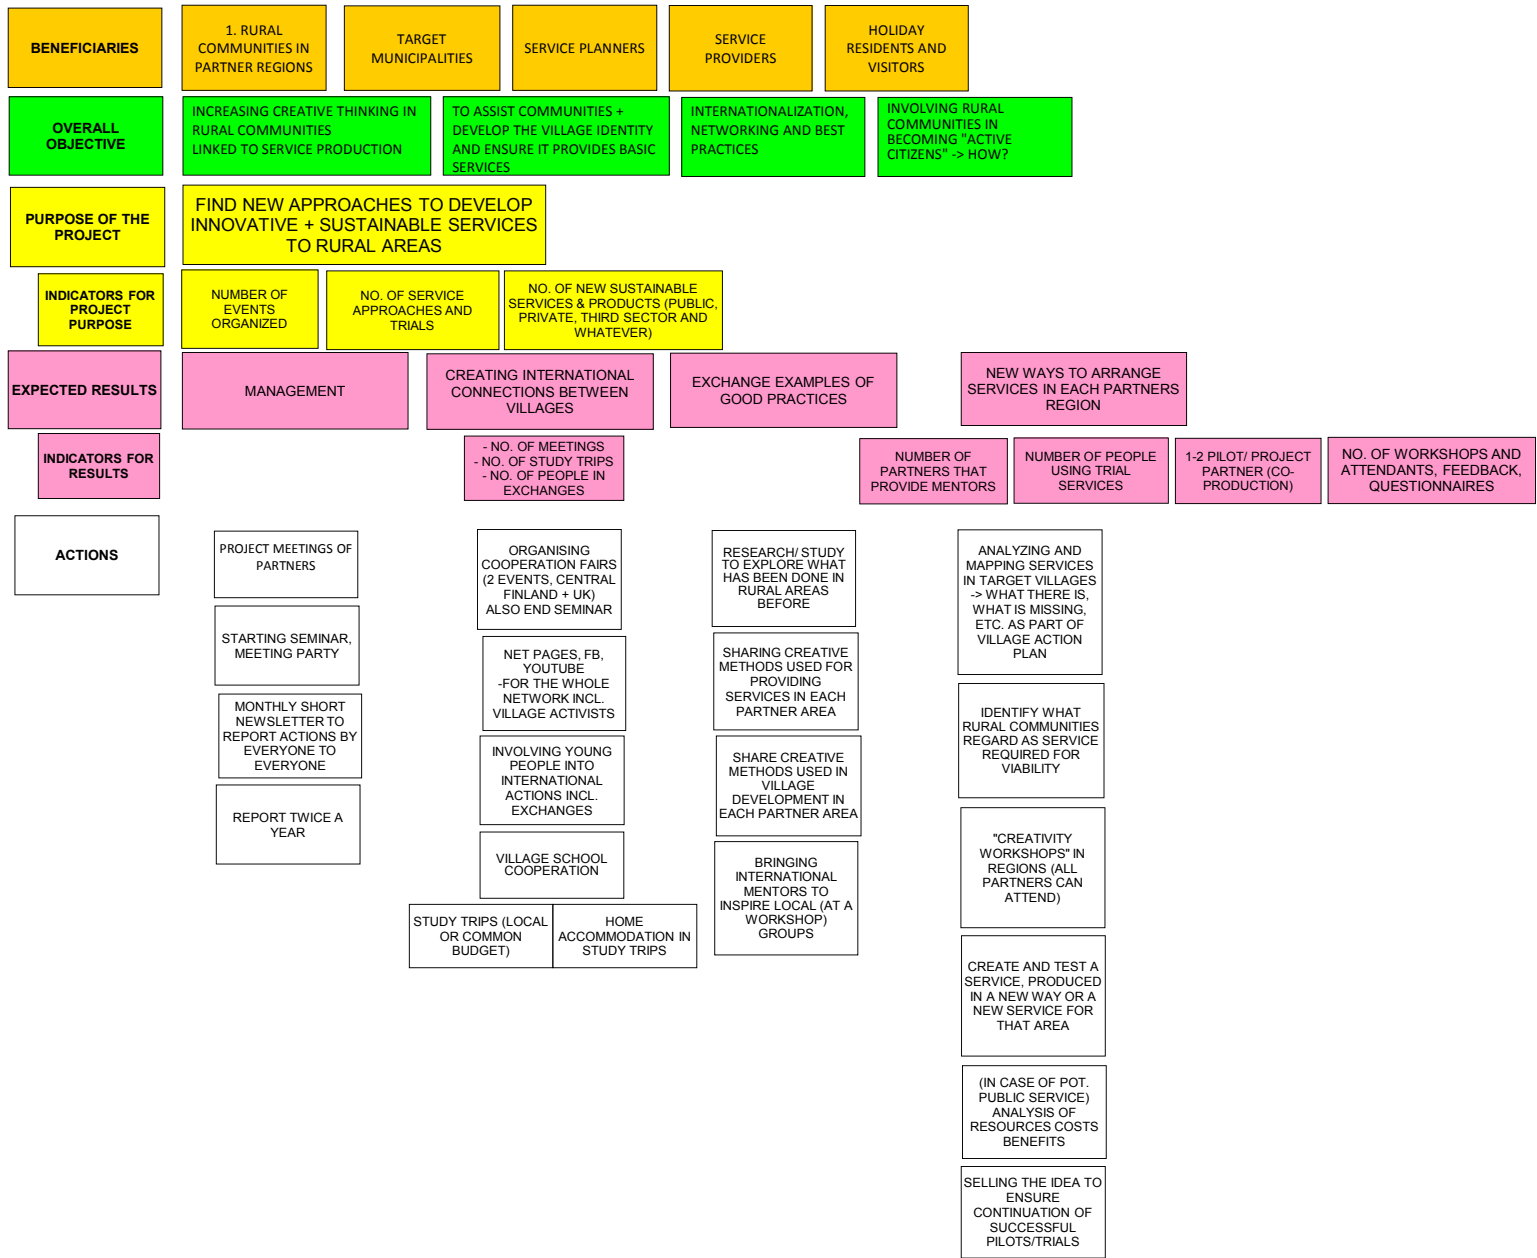 BENEFICIARIES
1. RURAL
COMMUNITIES IN
PARTNER REGIONS
TARGET
MUNICIPALITIES
SERVICE PLANNERS
SERVICE
PROVIDERS
HOLIDAY
RESIDENTS AND
VISITORS
OVERALL
OBJECTIVE
INCREASING CREATIVE THINKING IN
RURAL COMMUNITIES
LINKED TO SERVICE PRODUCTION
TO ASSIST COMMUNITIES +
DEVELOP THE VILLAGE IDENTITY
AND ENSURE IT PROVIDES BASIC
SERVICES
INTERNATIONALIZATION,
NETWORKING AND BEST
PRACTICES
INVOLVING RURAL
COMMUNITIES IN
BECOMING "ACTIVE
CITIZENS" -> HOW?
PURPOSE OF THE
PROJECT
FIND NEW APPROACHES TO DEVELOP
INNOVATIVE + SUSTAINABLE SERVICES
TO RURAL AREAS
INDICATORS FOR
PROJECT
PURPOSE
NUMBER OF
EVENTS
ORGANIZED
NO. OF SERVICE
APPROACHES AND
TRIALS
NO. OF NEW SUSTAINABLE
SERVICES & PRODUCTS (PUBLIC,
PRIVATE, THIRD SECTOR AND
WHATEVER)
EXPECTED RESULTS
MANAGEMENT
CREATING INTERNATIONAL
CONNECTIONS BETWEEN
VILLAGES
EXCHANGE EXAMPLES OF
GOOD PRACTICES
NEW WAYS TO ARRANGE
SERVICES IN EACH PARTNERS
REGION
INDICATORS FOR
RESULTS
- NO. OF MEETINGS
- NO. OF STUDY TRIPS
- NO. OF PEOPLE IN
EXCHANGES
NUMBER OF
PARTNERS THAT
PROVIDE MENTORS
NUMBER OF PEOPLE
USING TRIAL
SERVICES
1-2 PILOT/ PROJECT
PARTNER (CO-
PRODUCTION)
NO. OF WORKSHOPS AND
ATTENDANTS, FEEDBACK,
QUESTIONNAIRES
ACTIONS
PROJECT MEETINGS OF
PARTNERS
STARTING SEMINAR,
MEETING PARTY
MONTHLY SHORT
NEWSLETTER TO
REPORT ACTIONS BY
EVERYONE TO
EVERYONE
REPORT TWICE A
YEAR
ORGANISING
COOPERATION FAIRS
(2 EVENTS, CENTRAL
FINLAND + UK)
ALSO END SEMINAR
NET PAGES, FB,
YOUTUBE
-FOR THE WHOLE
NETWORK INCL.
VILLAGE ACTIVISTS
INVOLVING YOUNG
PEOPLE INTO
INTERNATIONAL
ACTIONS INCL.
EXCHANGES
VILLAGE SCHOOL
COOPERATION
STUDY TRIPS (LOCAL
OR COMMON
BUDGET)
HOME
ACCOMMODATION IN
STUDY TRIPS
RESEARCH/ STUDY
TO EXPLORE WHAT
HAS BEEN DONE IN
RURAL AREAS
BEFORE
SHARING CREATIVE
METHODS USED FOR
PROVIDING
SERVICES IN EACH
PARTNER AREA
SHARE CREATIVE
METHODS USED IN
VILLAGE
DEVELOPMENT IN
EACH PARTNER AREA
BRINGING
INTERNATIONAL
MENTORS TO
INSPIRE LOCAL (AT A
WORKSHOP)
GROUPS
ANALYZING AND
MAPPING SERVICES
IN TARGET VILLAGES
-> WHAT THERE IS,
WHAT IS MISSING,
ETC. AS PART OF
VILLAGE ACTION
PLAN
IDENTIFY WHAT
RURAL COMMUNITIES
REGARD AS SERVICE
REQUIRED FOR
VIABILITY
"CREATIVITY
WORKSHOPS" IN
REGIONS (ALL
PARTNERS CAN
ATTEND)
CREATE AND TEST A
SERVICE, PRODUCED
IN A NEW WAY OR A
NEW SERVICE FOR
THAT AREA
(IN CASE OF POT.
PUBLIC SERVICE)
ANALYSIS OF
RESOURCES COSTS
BENEFITS
SELLING THE IDEA TO
ENSURE
CONTINUATION OF
SUCCESSFUL
PILOTS/TRIALS